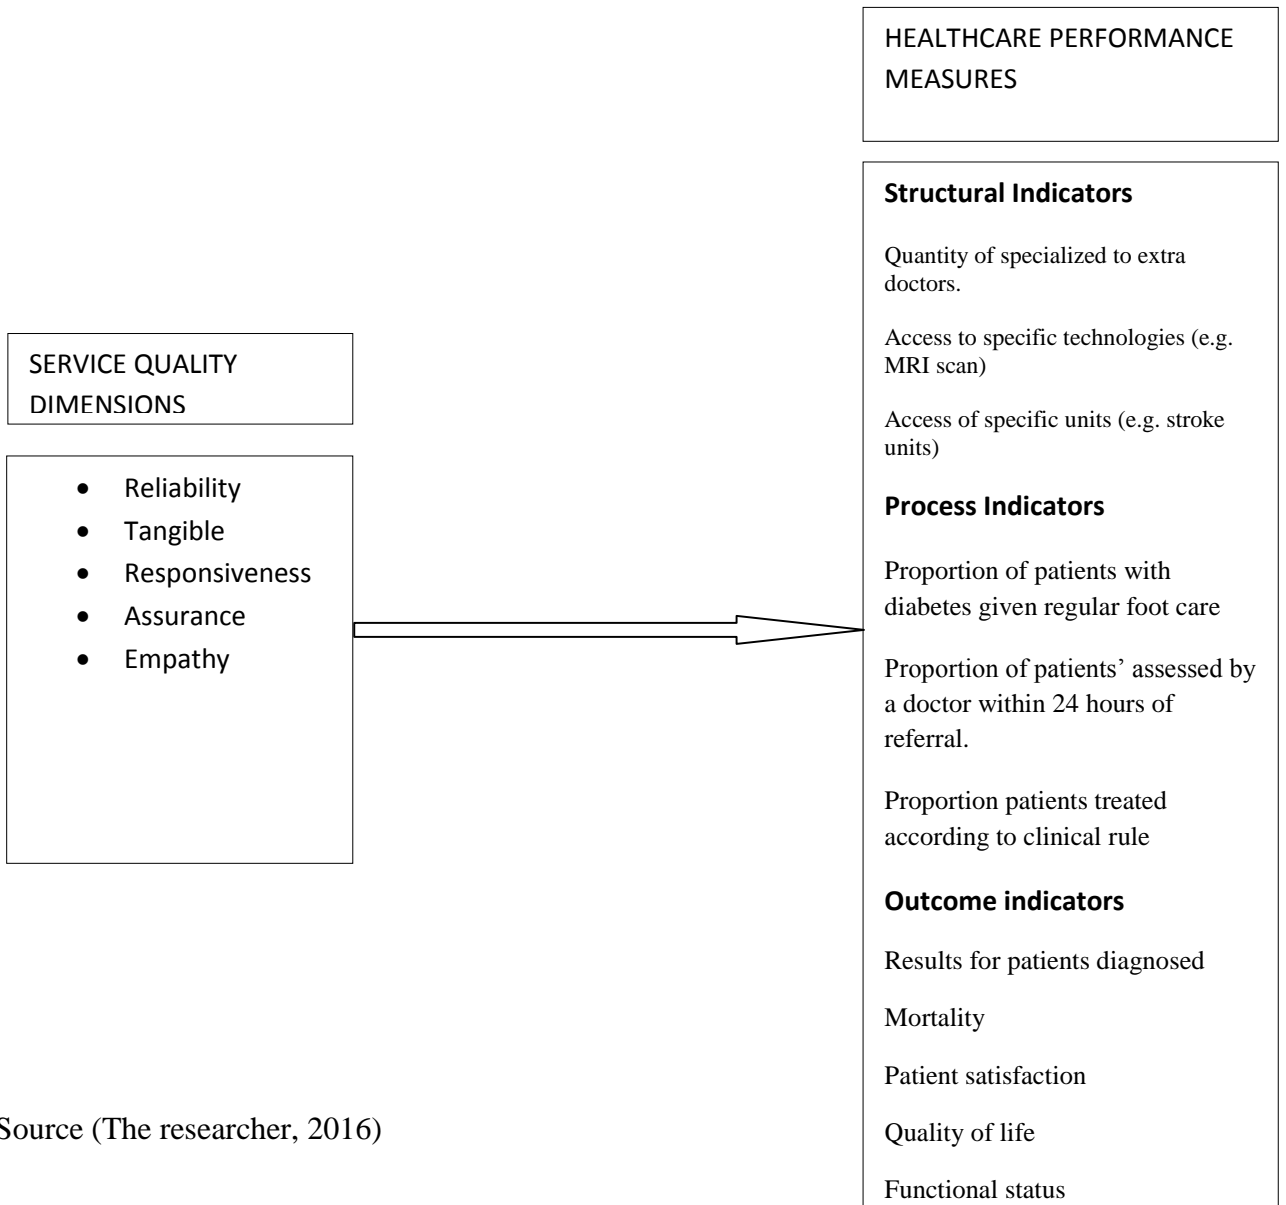 HEALTHCARE PERFORMANCE
MEASURES
SERVICE QUALITY
DIMENSIONS
• Reliability
• Tangible
• Responsiveness
• Assurance
• Empathy
Structural Indicators
Quantity of specialized to extra
doctors.
Access to specific technologies (e.g.
MRI scan)
Access of specific units (e.g. stroke
units)
Process Indicators
Proportion of patients with
diabetes given regular foot care
Proportion of patients’ assessed by
a doctor within 24 hours of
referral.
Proportion patients treated
according to clinical rule
Outcome indicators
Results for patients diagnosed
Mortality
Patient satisfaction
Quality of life
Functional status
Source (The researcher, 2016)